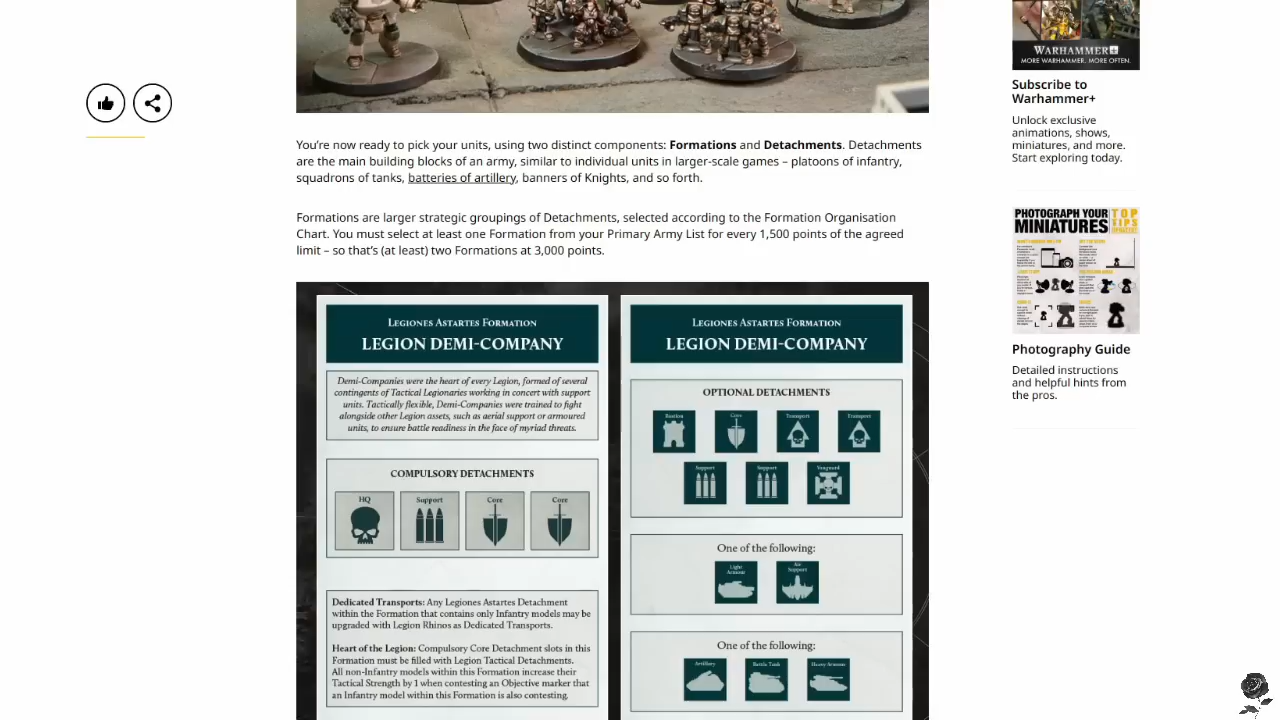 WARHAMMER+
MORE WARHAMMER. MORE OFTEN.
Subscribe to
Warhammer+
Unlock exclusive
animations, shows,
miniatures, and more.
Start exploring today.
You're now ready to pick your units, using two distinct components: Formations and Detachments. Detachments
are the main building blocks of an army, similar to individual units in larger-scale games – platoons of infantry,
squadrons of tanks, batteries of artillery, banners of Knights, and so forth.
Formations are larger strategic groupings of Detachments, selected according to the Formation Organisation
Chart. You must select at least one Formation from your Primary Army List for every 1,500 points of the agreed
limit – so that's (at least) two Formations at 3,000 points.
PHOTOGRAPH YOUR
MINIATURES
TOP
TIPS
Photography Guide
Detailed instructions
and helpful hints from
the pros.
LEGIONES ASTARTES FORMATION
LEGION DEMI-COMPANY
Demi-Companies were the heart of every Legion, formed of several
contingents of Tactical Legionaries working in concert with support
units. Tactically flexible, Demi-Companies were trained to fight
alongside other Legion assets, such as aerial support or armoured
units, to ensure battle readiness in the face of myriad threats.
COMPULSORY DETACHMENTS
HQ Support Core Core
Dedicated Transports: Any Legiones Astartes Detachment
within the Formation that contains only Infantry models may be
upgraded with Legion Rhinos as Dedicated Transports.
Heart of the Legion: Compulsory Core Detachment slots in this
Formation must be filled with Legion Tactical Detachments.
All non-Infantry models within this Formation increase their
Tactical Strength by 1 when contesting an Objective marker that
an Infantry model within this Formation is also contesting.
LEGIONES ASTARTES FORMATION
LEGION DEMI-COMPANY
OPTIONAL DETACHMENTS
Bastion Core Transport Transport
Support Support Vanguard
One of the following:
Light Armour Air Support
One of the following:
Artillery Battle Tank Heavy Armour